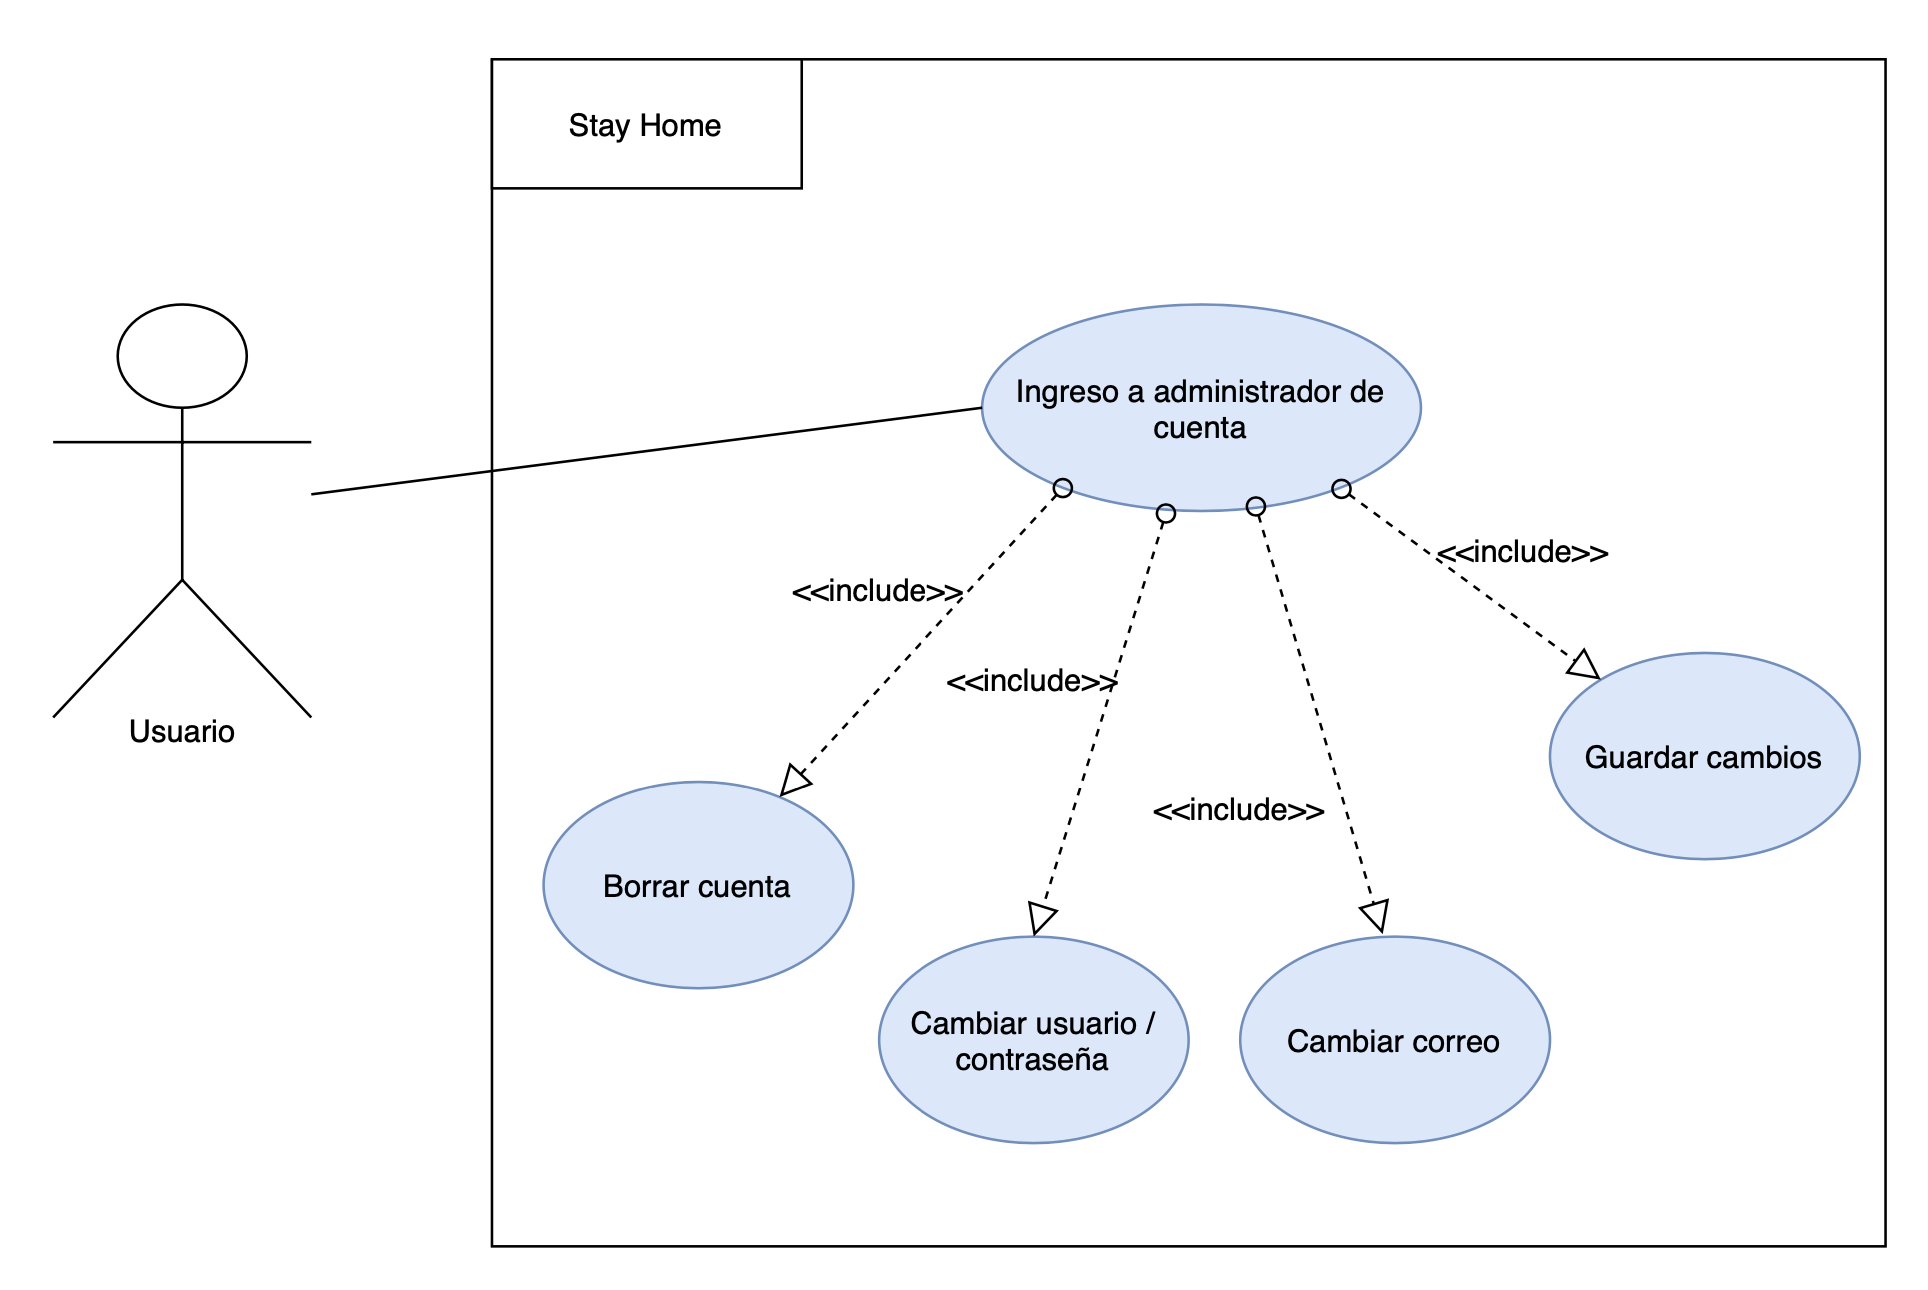 Stay Home
Ingreso a administrador de
cuenta
<<include>>
<<include>>
<<include>>
<<include>>
Usuario
Guardar cambios
Borrar cuenta
Cambiar usuario /
contraseña
Cambiar correo